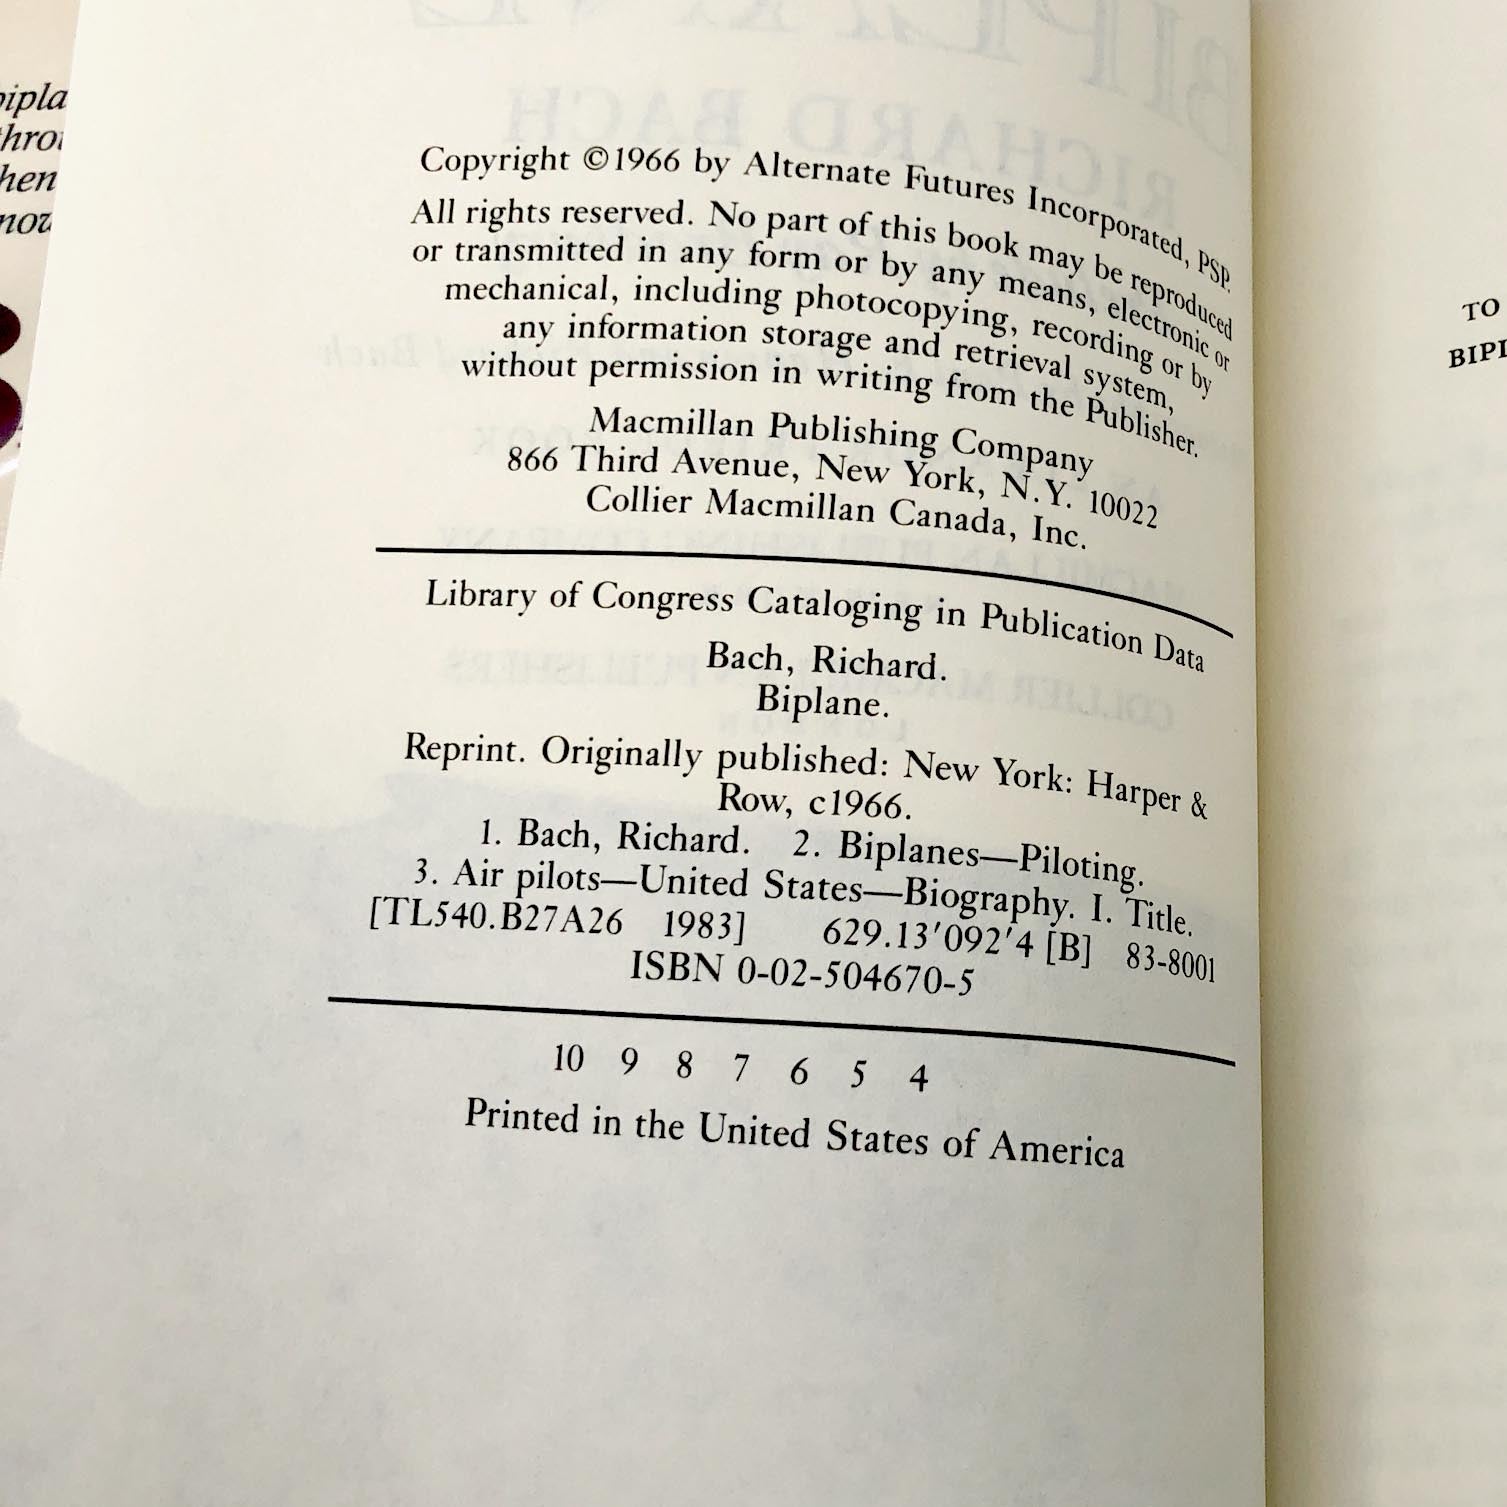 Copyright ©1966 by Alternate Futures Incorporated, PSP.
All rights reserved. No part of this book may be reproduced
or transmitted in any form or by any means, electronic or
mechanical, including photocopying, recording or by
any information storage and retrieval system,
without permission in writing from the Publisher.
Macmillan Publishing Company
866 Third Avenue, New York, N.Y. 10022
Collier Macmillan Canada, Inc.
Library of Congress Cataloging in Publication Data
Bach, Richard.
Biplane.
Reprint. Originally published: New York: Harper &
Row, c1966.
1. Bach, Richard. 2. Biplanes—Piloting.
3. Air pilots—United States—Biography. I. Title.
[TL540.B27A26 1983] 629.13′092′4 [B] 83-8001
ISBN 0-02-504670-5
10 9 8 7 6 5 4
Printed in the United States of America
TO